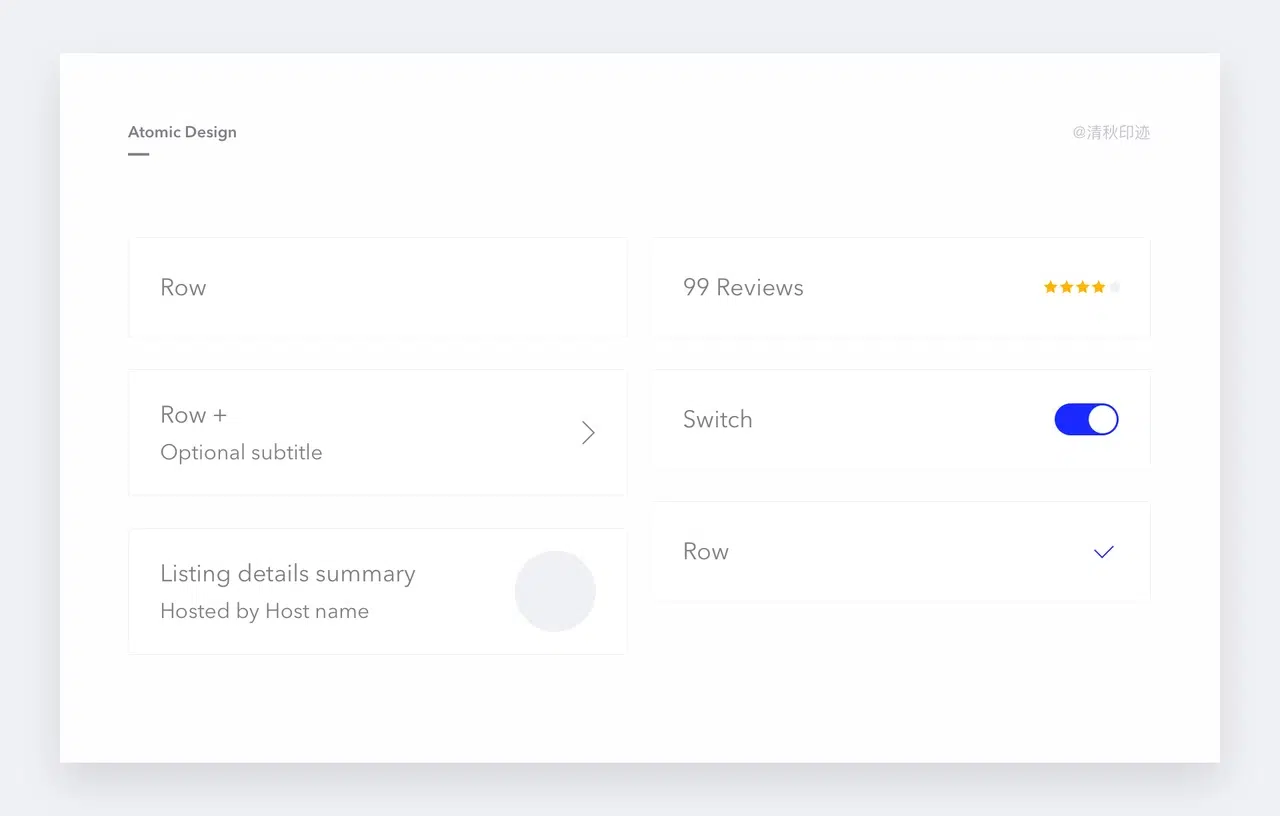 Atomic Design
@清秋印迹
Row
Row +
Optional subtitle
Listing details summary
Hosted by Host name
99 Reviews
Switch
Row